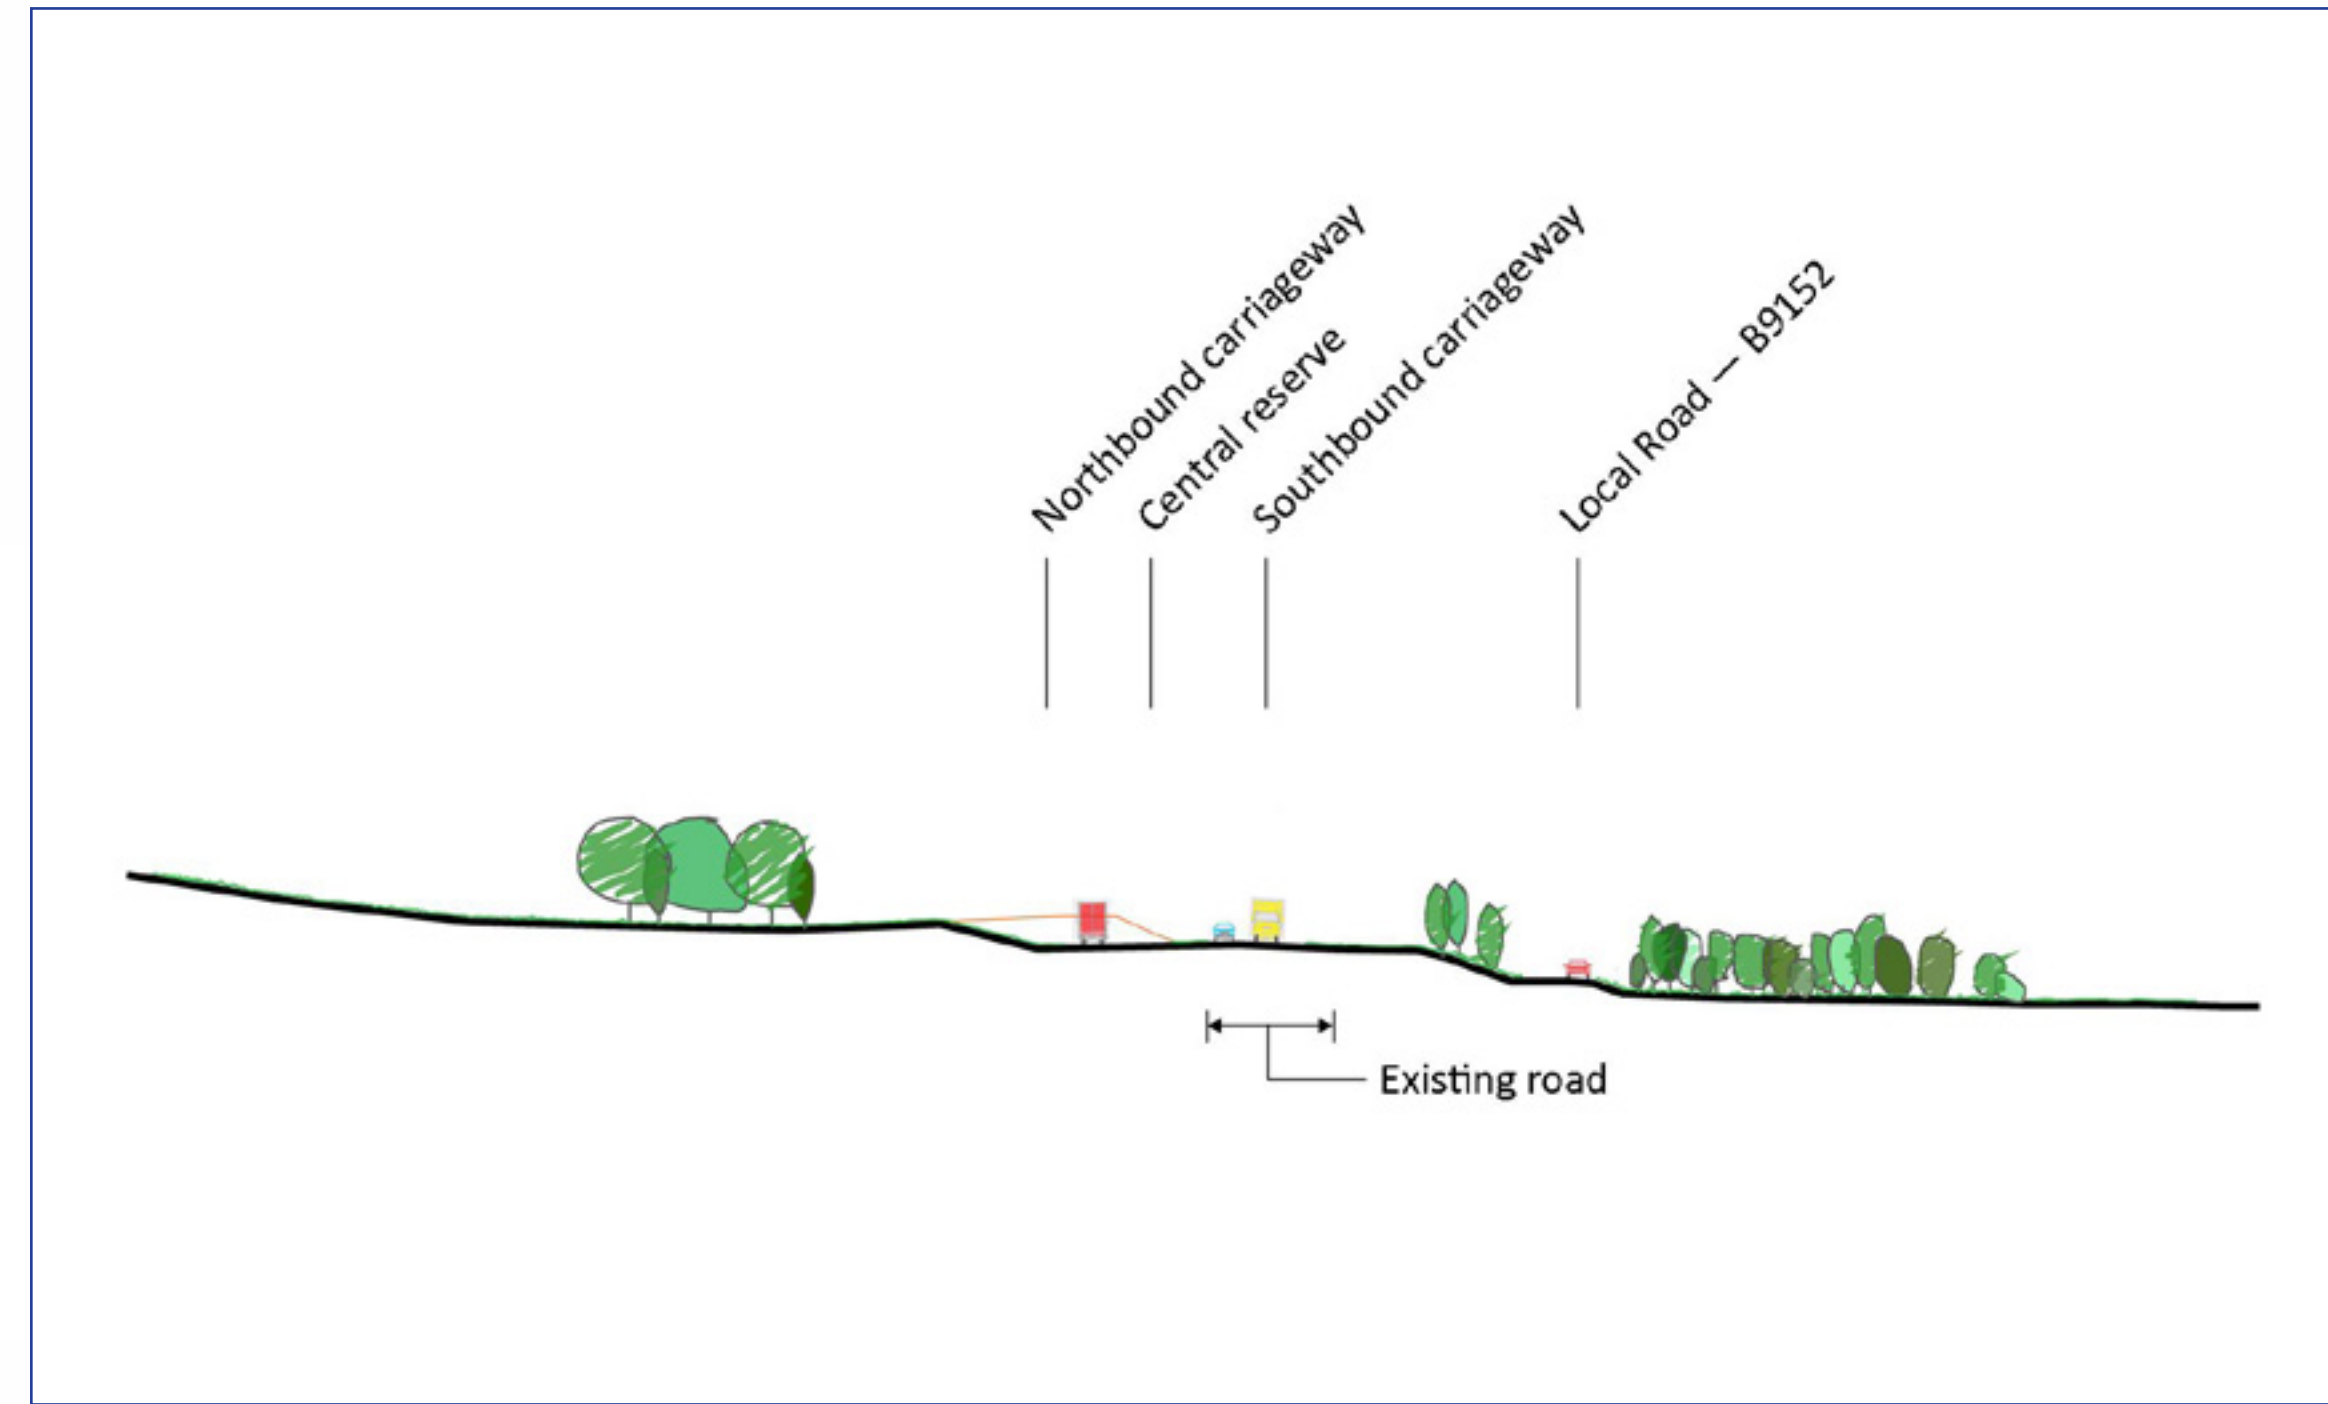 Northbound carriageway
Central reserve
Southbound carriageway
Local Road — B9152
Existing road